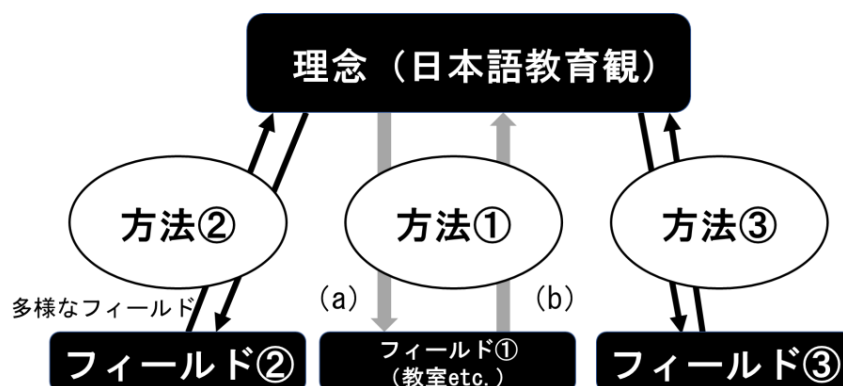 理念（日本語教育観）
方法②
方法①
方法③
多様なフィールド
（a）
（b）
フィールド②
フィールド①
（教室etc.）
フィールド③